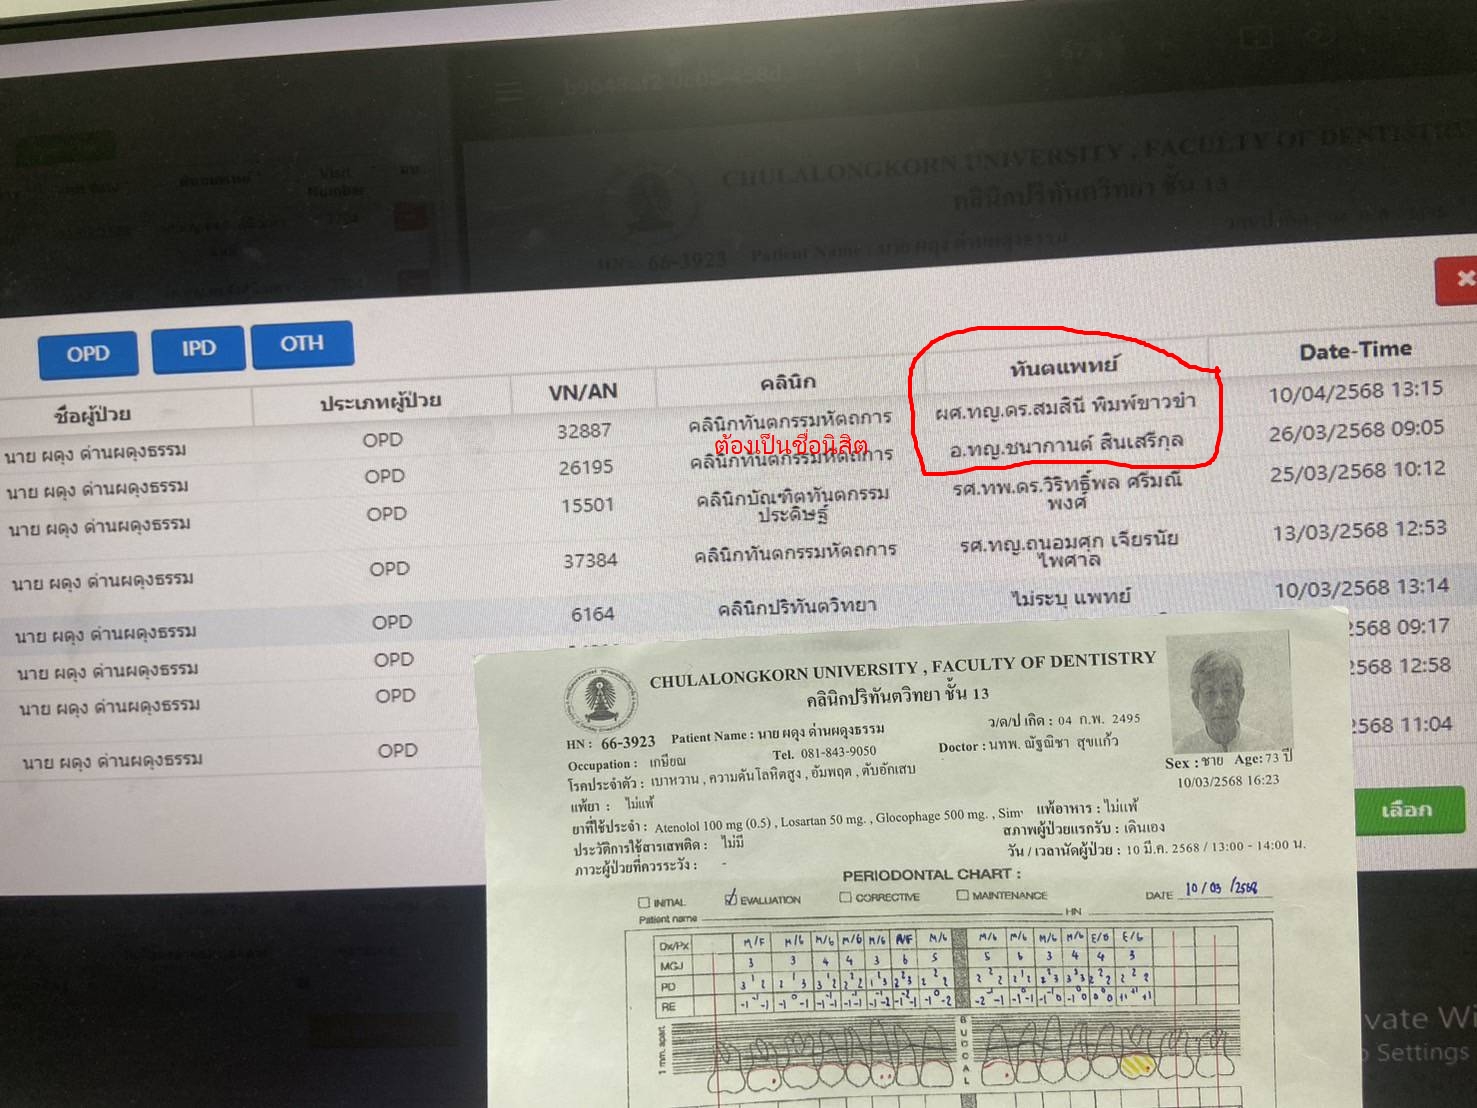 CHULALONGKORN UNIVERSITY , FACULTY OF DENTISTRY
คลินิกปริทันตวิทยา ชั้น 13
HN : 66-3923 Patient Name : นาย ผดุง ด่านผดุงธรรม
Visit
Number
OPD IPD OTH
ชื่อผู้ป่วย ประเภทผู้ป่วย VN/AN คลินิก ทันตแพทย์ Date-Time
นาย ผดุง ด่านผดุงธรรม OPD 32887 คลินิกทันตกรรมหัตถการ ผศ.ทญ.ดร.สมสินี พิมพ์ขาวขำ 10/04/2568 13:15
ต้องเป็นชื่อนิสิต
นาย ผดุง ด่านผดุงธรรม OPD 26195 คลินิกทันตกรรมหัตถการ อ.ทญ.ชนากานต์ สินเสรีกุล 26/03/2568 09:05
นาย ผดุง ด่านผดุงธรรม OPD 15501 คลินิกบัณฑิตทันตกรรม รศ.ทพ.ดร.วิริทธิ์พล ศรีมณี 25/03/2568 10:12
ประดิษฐ์ พงศ์
นาย ผดุง ด่านผดุงธรรม OPD 37384 คลินิกทันตกรรมหัตถการ รศ.ทญ.ถนอมศุก เจียรนัย 13/03/2568 12:53
ไพศาล
นาย ผดุง ด่านผดุงธรรม OPD 6164 คลินิกปริทันตวิทยา ไม่ระบุ แพทย์ 10/03/2568 13:14
นาย ผดุง ด่านผดุงธรรม OPD 2568 09:17
นาย ผดุง ด่านผดุงธรรม OPD 2568 12:58
นาย ผดุง ด่านผดุงธรรม OPD 2568 11:04
เลือก
CHULALONGKORN UNIVERSITY , FACULTY OF DENTISTRY
คลินิกปริทันตวิทยา ชั้น 13
HN : 66-3923 Patient Name : นาย ผดุง ด่านผดุงธรรม ว/ด/ป เกิด : 04 ก.พ. 2495
Occupation : เกษียณ Tel. 081-843-9050 Doctor : นทพ. ณัฐณิชา สุขแก้ว
Sex : ชาย Age: 73 ปี
โรคประจำตัว : เบาหวาน , ความดันโลหิตสูง , อัมพฤต , ตับอักเสบ 10/03/2568 16:23
แพ้ยา : ไม่แพ้ แพ้อาหาร : ไม่แพ้
ยาที่ใช้ประจำ : Atenolol 100 mg (0.5) , Losartan 50 mg. , Glocophage 500 mg. , Sim
ประวัติการใช้สารเสพติด : ไม่มี สภาพผู้ป่วยแรกรับ : เดินเอง
ภาวะผู้ป่วยที่ควรระวัง : - วัน / เวลานัดผู้ป่วย : 10 มี.ค. 2568 / 13:00 - 14:00 น.
PERIODONTAL CHART :
INITIAL EVALUATION CORRECTIVE MAINTENANCE DATE 10/03/2568
Patient name HN
Dx/Px M/F M/G M/G M/G M/G M/F M/G M/G M/G M/G M/G E/G E/G
MGJ 3 3 4 4 3 6 5 5 6 3 4 4 3
PD
RE
1 mm. apart
BUCCAL
vate Wi
Settings